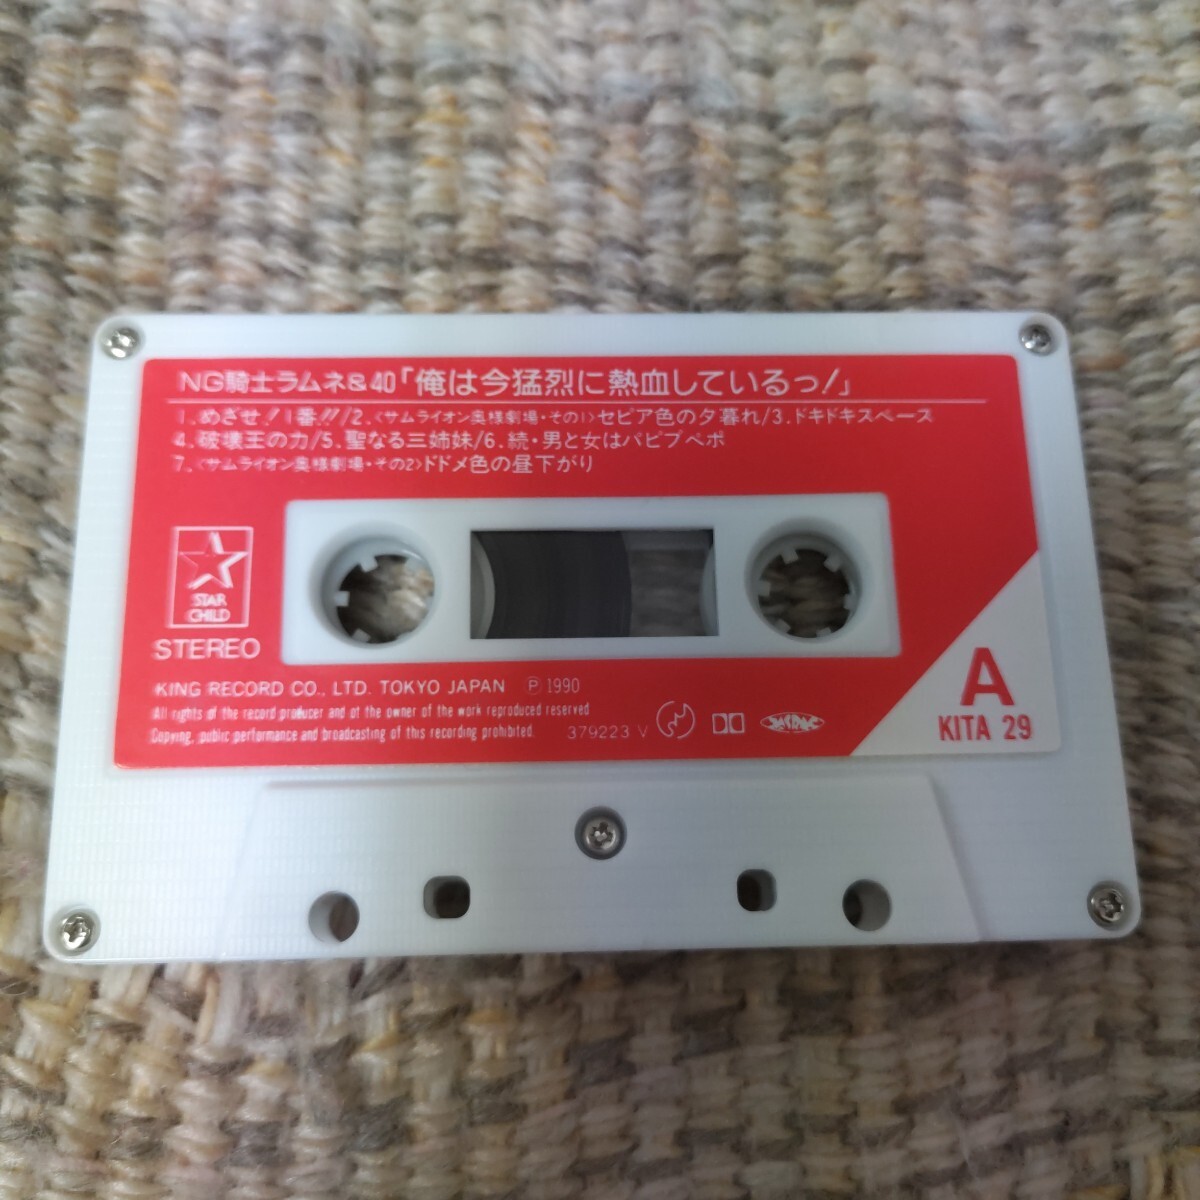 NG騎士ラムネ&40「俺は今猛烈に熱血しているっ!」
1. めざせ!1番!!/2.〈サムライオン奥様劇場・その1〉セピア色の夕暮れ/3. ドキドキスペース
4. 破壊王の力/5. 聖なる三姉妹/6. 続・男と女はパピプペポ
7.〈サムライオン奥様劇場・その2〉ドドメ色の昼下がり
STAR
CHILD
STEREO
KING RECORD CO., LTD. TOKYO JAPAN Ⓟ 1990
All rights of the record producer and of the owner of the work reproduced reserved
Copying, public performance and broadcasting of this recording prohibited.
379223 V
A
KITA 29